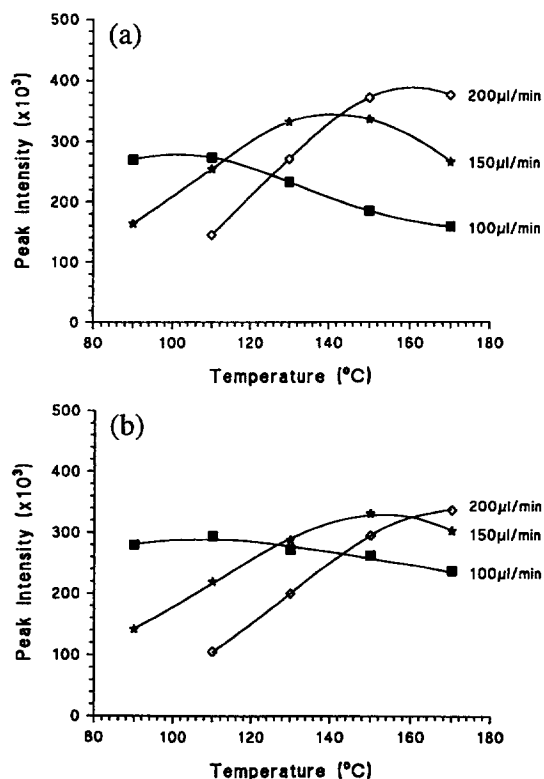 (a)
Peak Intensity (x10³)
500
400
300
200
100
0
200µl/min
150µl/min
100µl/min
80 100 120 140 160 180
Temperature (°C)
(b)
Peak Intensity (x10³)
500
400
300
200
100
0
200µl/min
150µl/min
100µl/min
80 100 120 140 160 180
Temperature (°C)